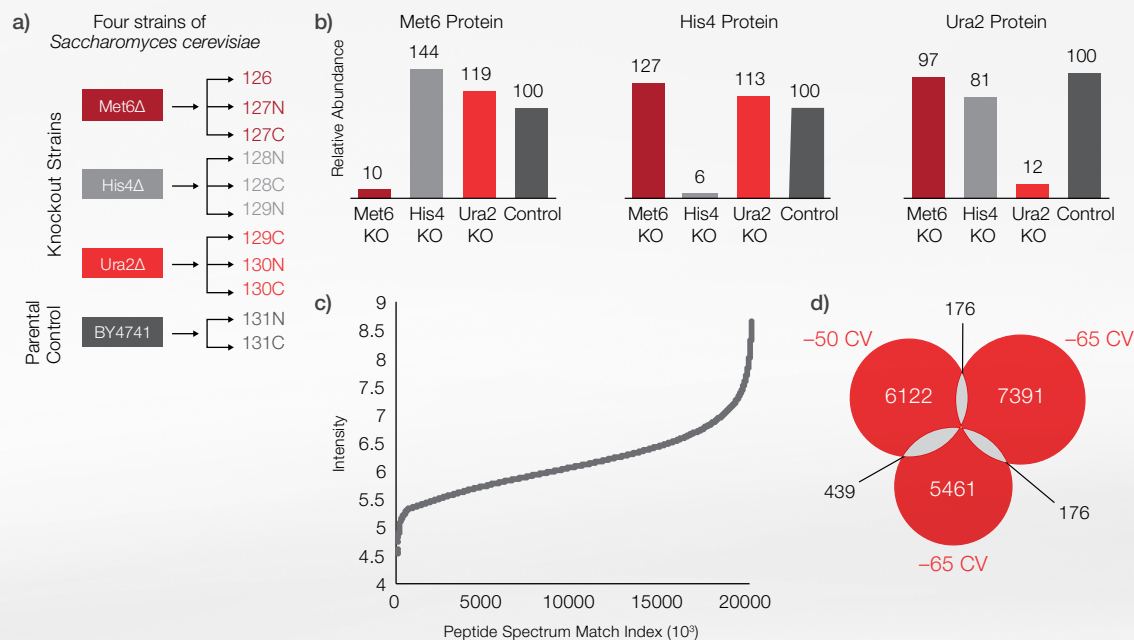 a)
Four strains of
Saccharomyces cerevisiae
Knockout Strains
Met6Δ
126
127N
127C
His4Δ
128N
128C
129N
Ura2Δ
129C
130N
130C
Parental
Control
BY4741
131N
131C
b)
Relative Abundance
Met6 Protein
10
144
119
100
Met6 His4 Ura2 Control
KO KO KO
His4 Protein
127
6
113
100
Met6 His4 Ura2 Control
KO KO KO
Ura2 Protein
97
81
12
100
Met6 His4 Ura2 Control
KO KO KO
c)
Intensity
9
8.5
8
7.5
7
6.5
6
5.5
5
4.5
4
0 5000 10000 15000 20000
Peptide Spectrum Match Index (10³)
d)
176
–50 CV
–65 CV
6122
7391
439
5461
176
–65 CV